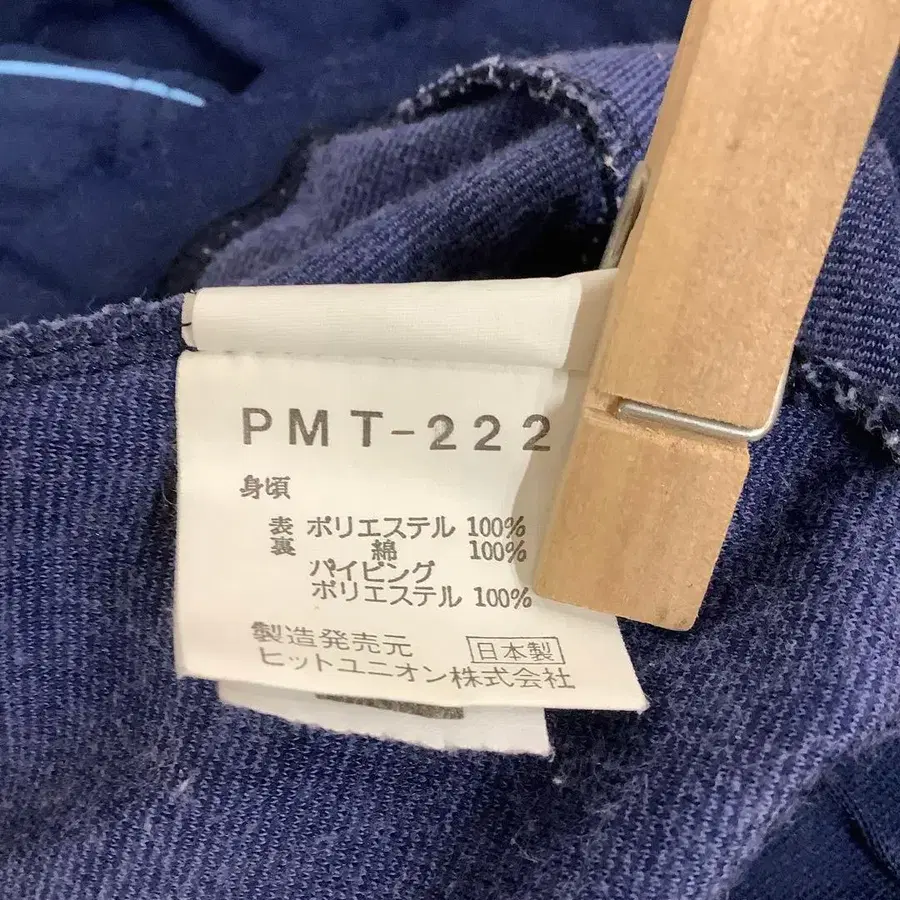 PMT-222
身頃
表 ポリエステル 100%
裏 綿 100%
パイピング
ポリエステル 100%
製造発売元 日本製
ヒットユニオン株式会社